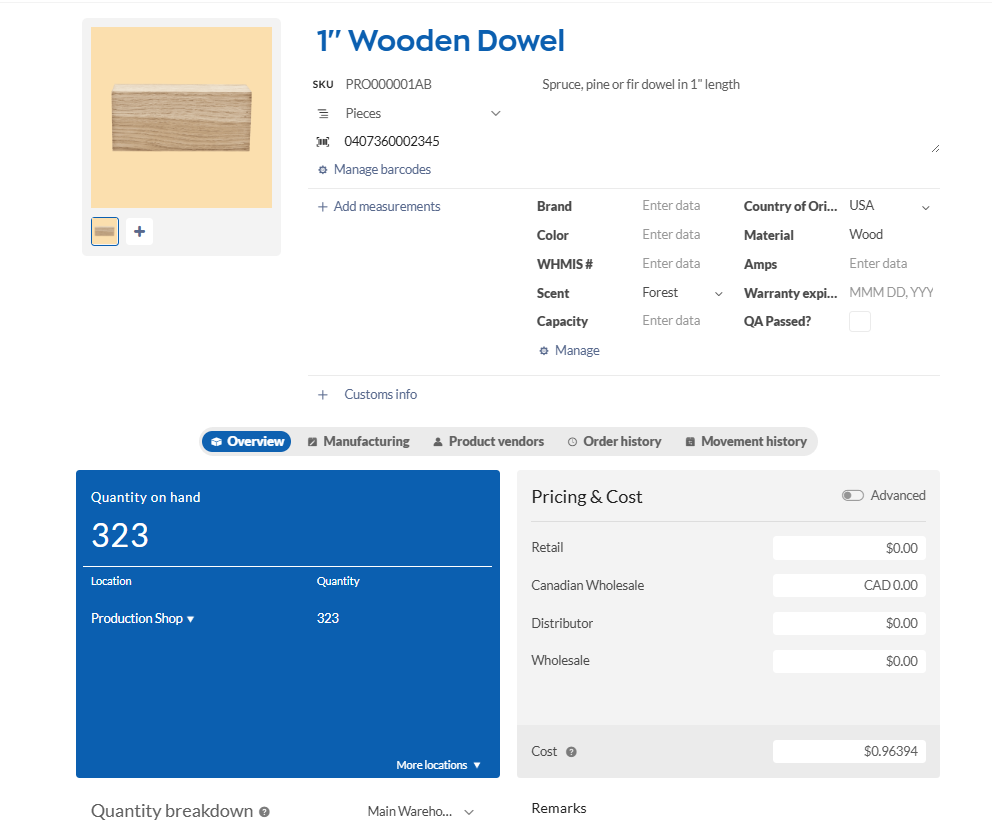 1" Wooden Dowel
SKU PRO000001AB
Spruce, pine or fir dowel in 1" length
Pieces
0407360002345
Manage barcodes
+ Add measurements
Brand Enter data Country of Ori... USA
Color Enter data Material Wood
WHMIS # Enter data Amps Enter data
Scent Forest Warranty expi... MMM DD, YYY
Capacity Enter data QA Passed?
Manage
+ Customs info
Overview Manufacturing Product vendors Order history Movement history
Quantity on hand
323
Location Quantity
Production Shop ▾ 323
More locations ▾
Pricing & Cost Advanced
Retail $0.00
Canadian Wholesale CAD 0.00
Distributor $0.00
Wholesale $0.00
Cost ? $0.96394
Quantity breakdown ? Main Wareho...
Remarks